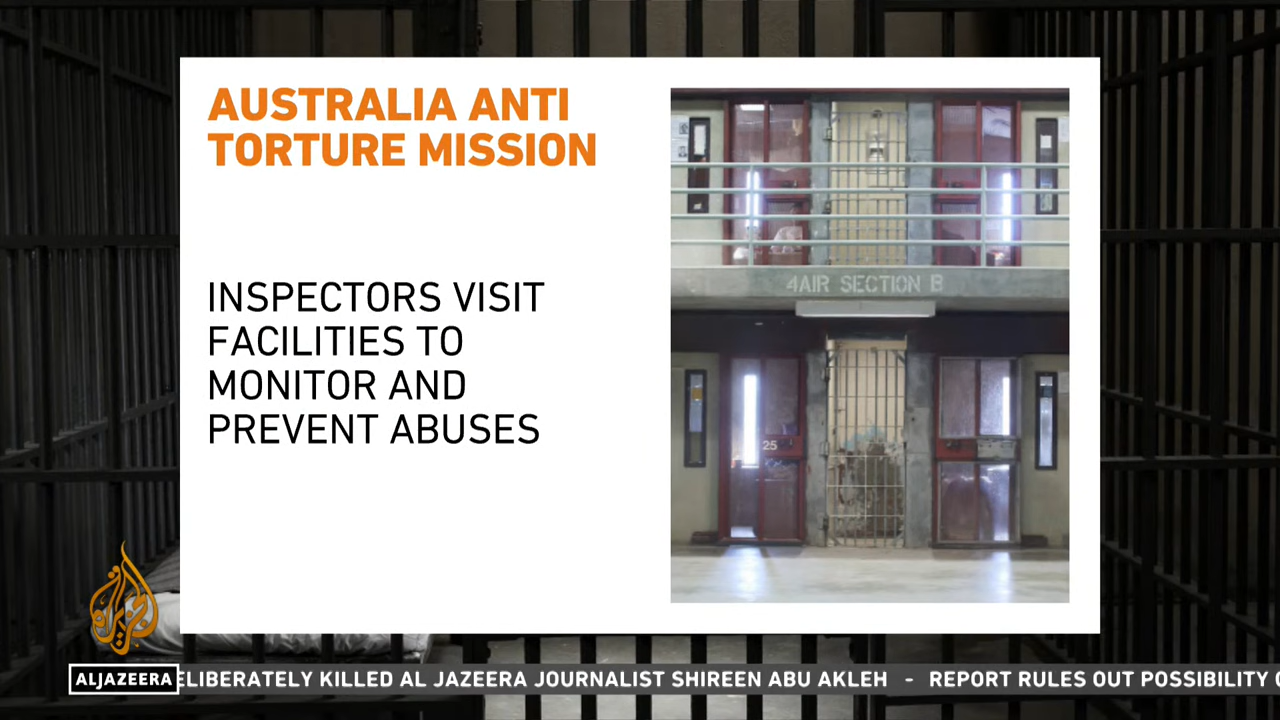 AUSTRALIA ANTI
TORTURE MISSION
INSPECTORS VISIT
FACILITIES TO
MONITOR AND
PREVENT ABUSES
4AIR SECTION B
25
الجزيرة
ALJAZEERA ELIBERATELY KILLED AL JAZEERA JOURNALIST SHIREEN ABU AKLEH - REPORT RULES OUT POSSIBILITY